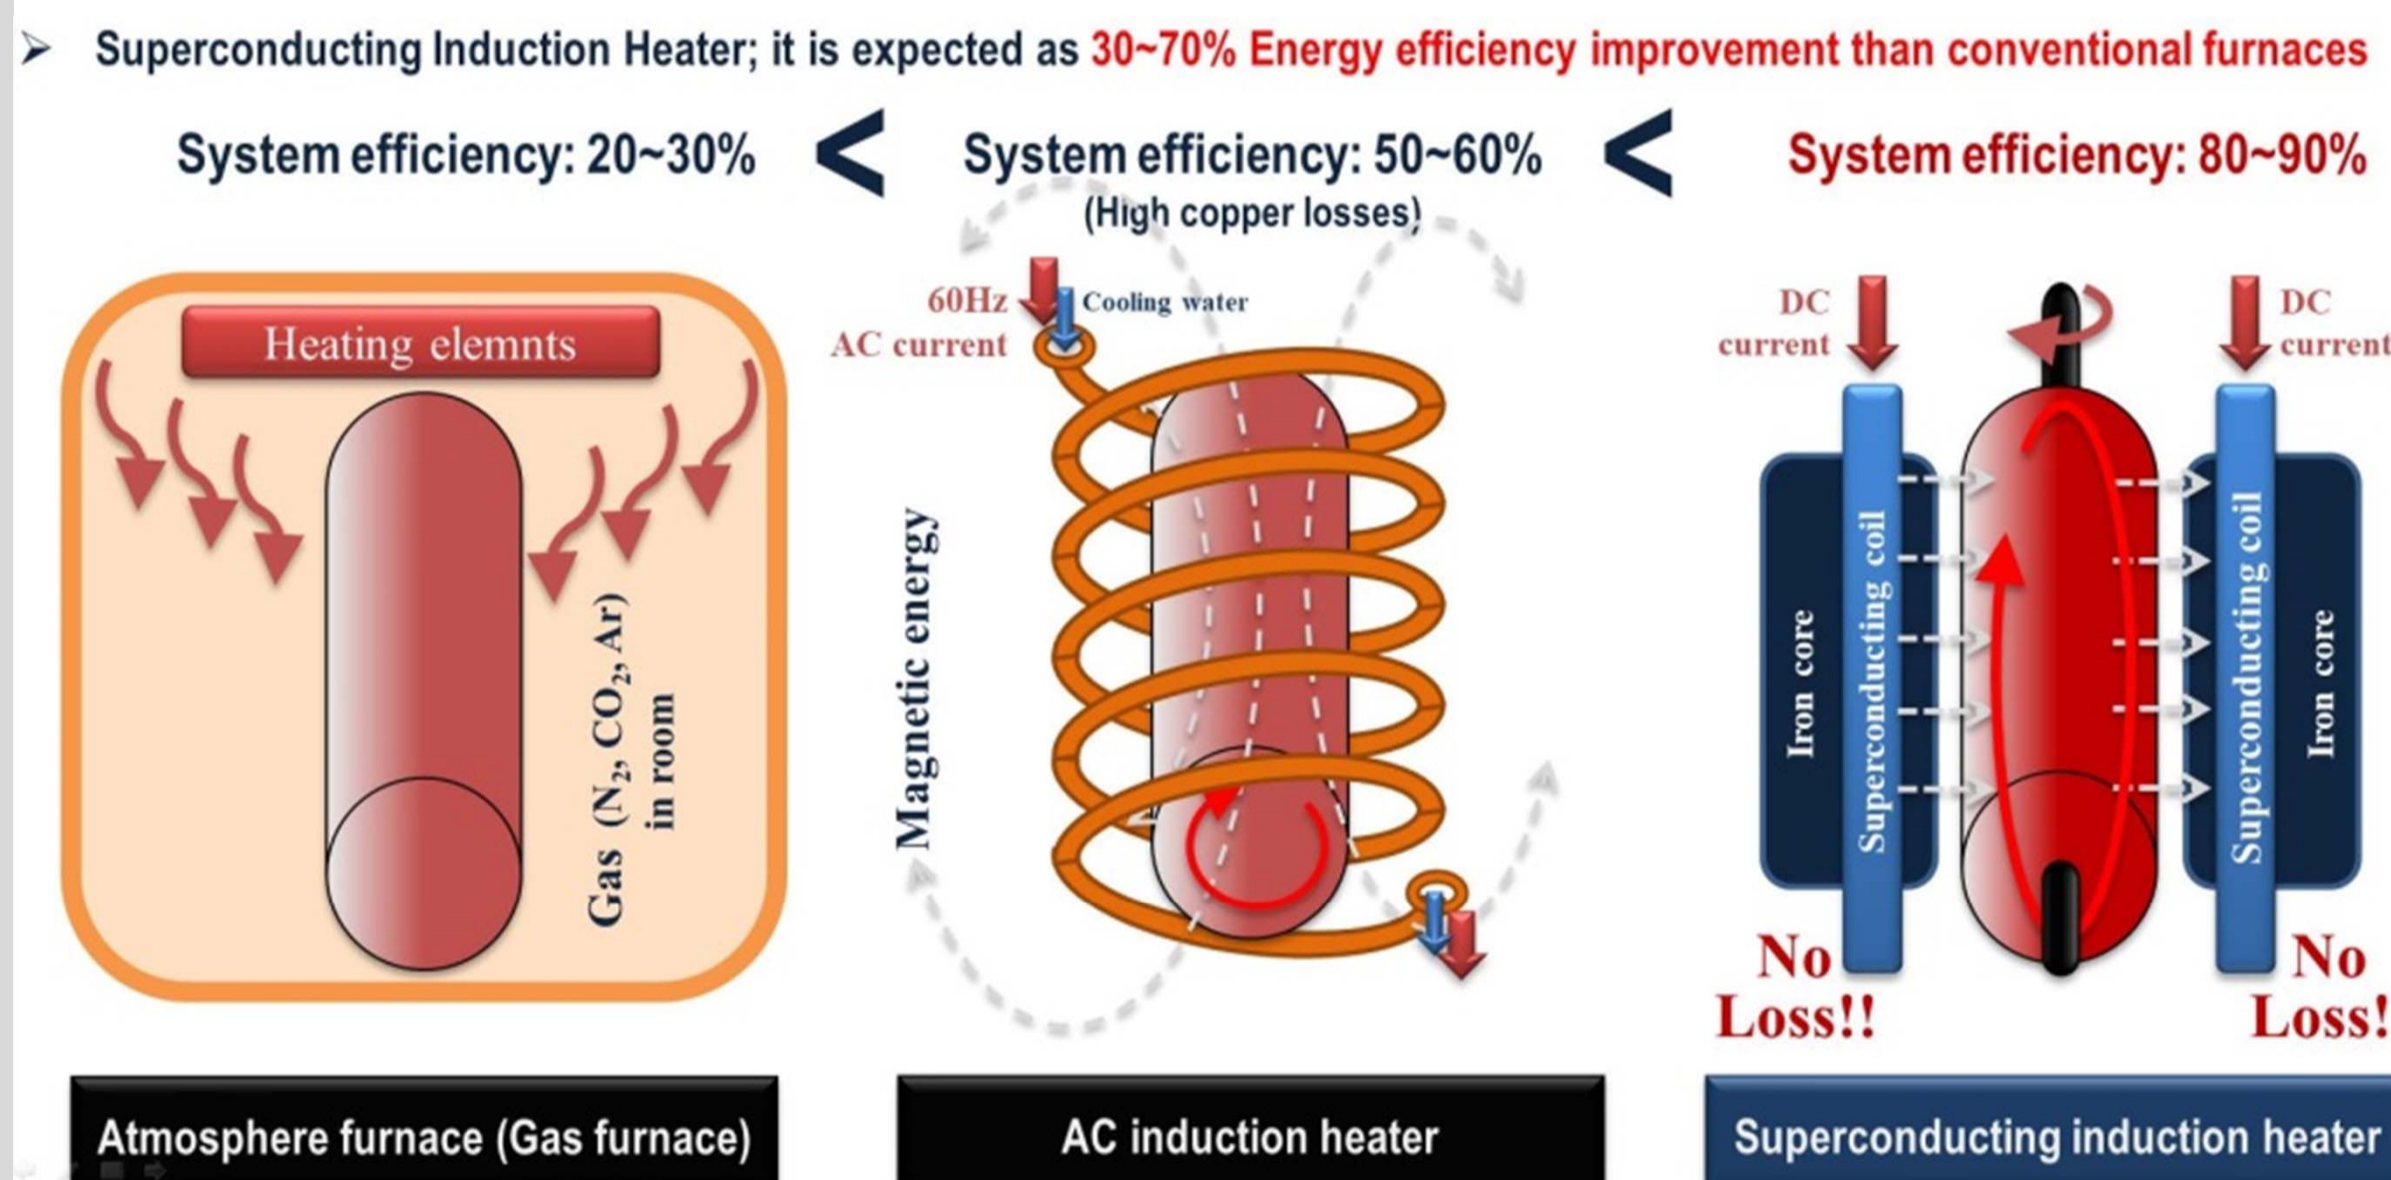 Superconducting Induction Heater; it is expected as 30~70% Energy efficiency improvement than conventional furnaces
System efficiency: 20~30%
<
System efficiency: 50~60%
(High copper losses)
<
System efficiency: 80~90%
Heating elemnts
Gas (N2, CO2, Ar)
in room
60Hz
AC current
Cooling water
Magnetic energy
DC
current
DC
current
Iron core
Superconducting coil
Superconducting coil
Iron core
No
Loss!!
No
Loss!
Atmosphere furnace (Gas furnace)
AC induction heater
Superconducting induction heater